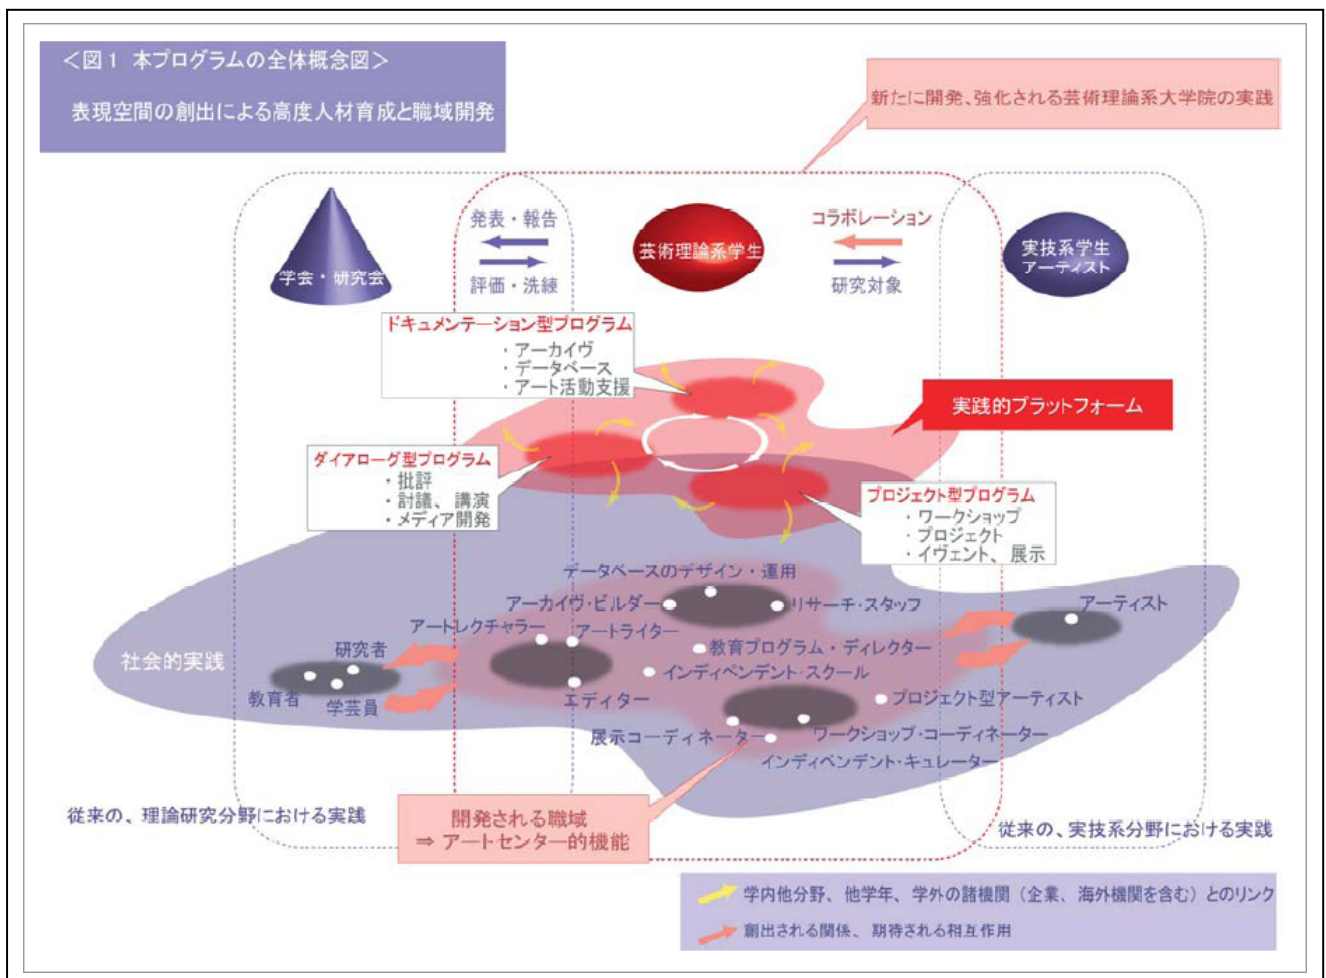 ＜図１ 本プログラムの全体概念図＞
表現空間の創出による高度人材育成と職域開発
新たに開発、強化される芸術理論系大学院の実践
発表・報告
評価・洗練
学会・研究会
芸術理論系学生
コラボレーション
研究対象
実技系学生
アーティスト
ドキュメンテーション型プログラム
・アーカイヴ
・データベース
・アート活動支援
実践的プラットフォーム
ダイアローグ型プログラム
・批評
・討議、講演
・メディア開発
プロジェクト型プログラム
・ワークショップ
・プロジェクト
・イヴェント、展示
データベースのデザイン・運用
アーカイヴ・ビルダー
リサーチ・スタッフ
アーティスト
アートレクチャラー
アートライター
研究者
教育プログラム・ディレクター
社会的実践
インディペンデント・スクール
教育者
学芸員
エディター
プロジェクト型アーティスト
展示コーディネーター
ワークショップ・コーディネーター
インディペンデント・キュレーター
従来の、理論研究分野における実践
開発される職域
⇒ アートセンター的機能
従来の、実技系分野における実践
学内他分野、他学年、学外の諸機関（企業、海外機関を含む）とのリンク
創出される関係、期待される相互作用